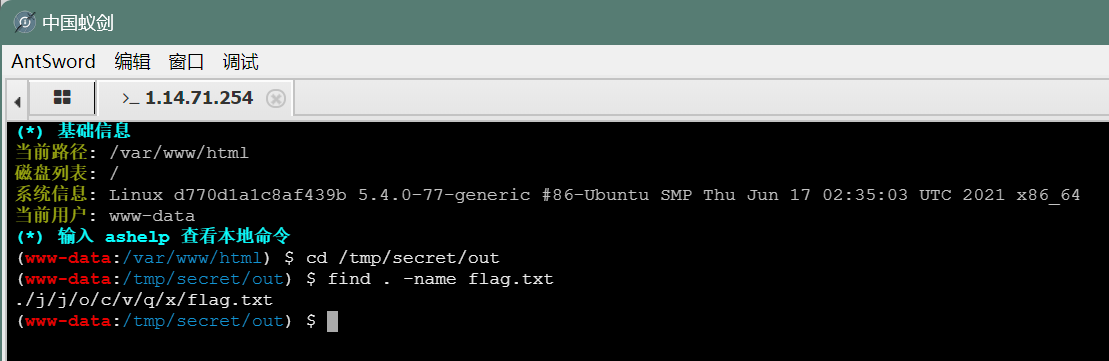 中国蚁剑
AntSword 编辑 窗口 调试
>_ 1.14.71.254
(*) 基础信息
当前路径: /var/www/html
磁盘列表: /
系统信息: Linux d770d1a1c8af439b 5.4.0-77-generic #86-Ubuntu SMP Thu Jun 17 02:35:03 UTC 2021 x86_64
当前用户: www-data
(*) 输入 ashelp 查看本地命令
(www-data:/var/www/html) $ cd /tmp/secret/out
(www-data:/tmp/secret/out) $ find . -name flag.txt
./j/j/o/c/v/q/x/flag.txt
(www-data:/tmp/secret/out) $